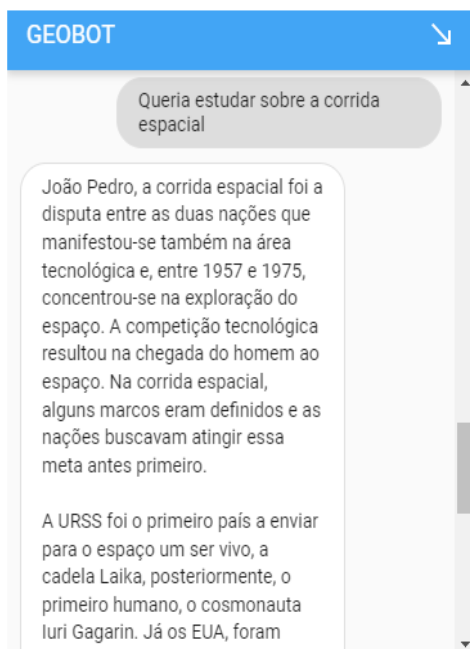 GEOBOT
Queria estudar sobre a corrida
espacial
João Pedro, a corrida espacial foi a
disputa entre as duas nações que
manifestou-se também na área
tecnológica e, entre 1957 e 1975,
concentrou-se na exploração do
espaço. A competição tecnológica
resultou na chegada do homem ao
espaço. Na corrida espacial,
alguns marcos eram definidos e as
nações buscavam atingir essa
meta antes primeiro.
A URSS foi o primeiro país a enviar
para o espaço um ser vivo, a
cadela Laika, posteriormente, o
primeiro humano, o cosmonauta
Iuri Gagarin. Já os EUA, foram